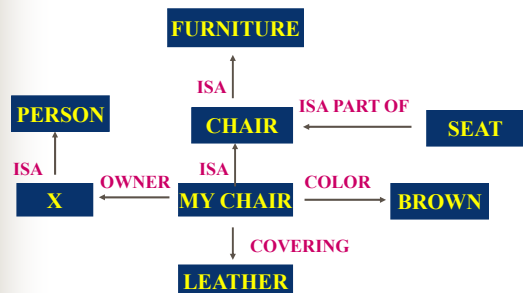 FURNITURE
ISA
PERSON
CHAIR
ISA PART OF
SEAT
ISA
ISA
OWNER
COLOR
X
MY CHAIR
BROWN
COVERING
LEATHER